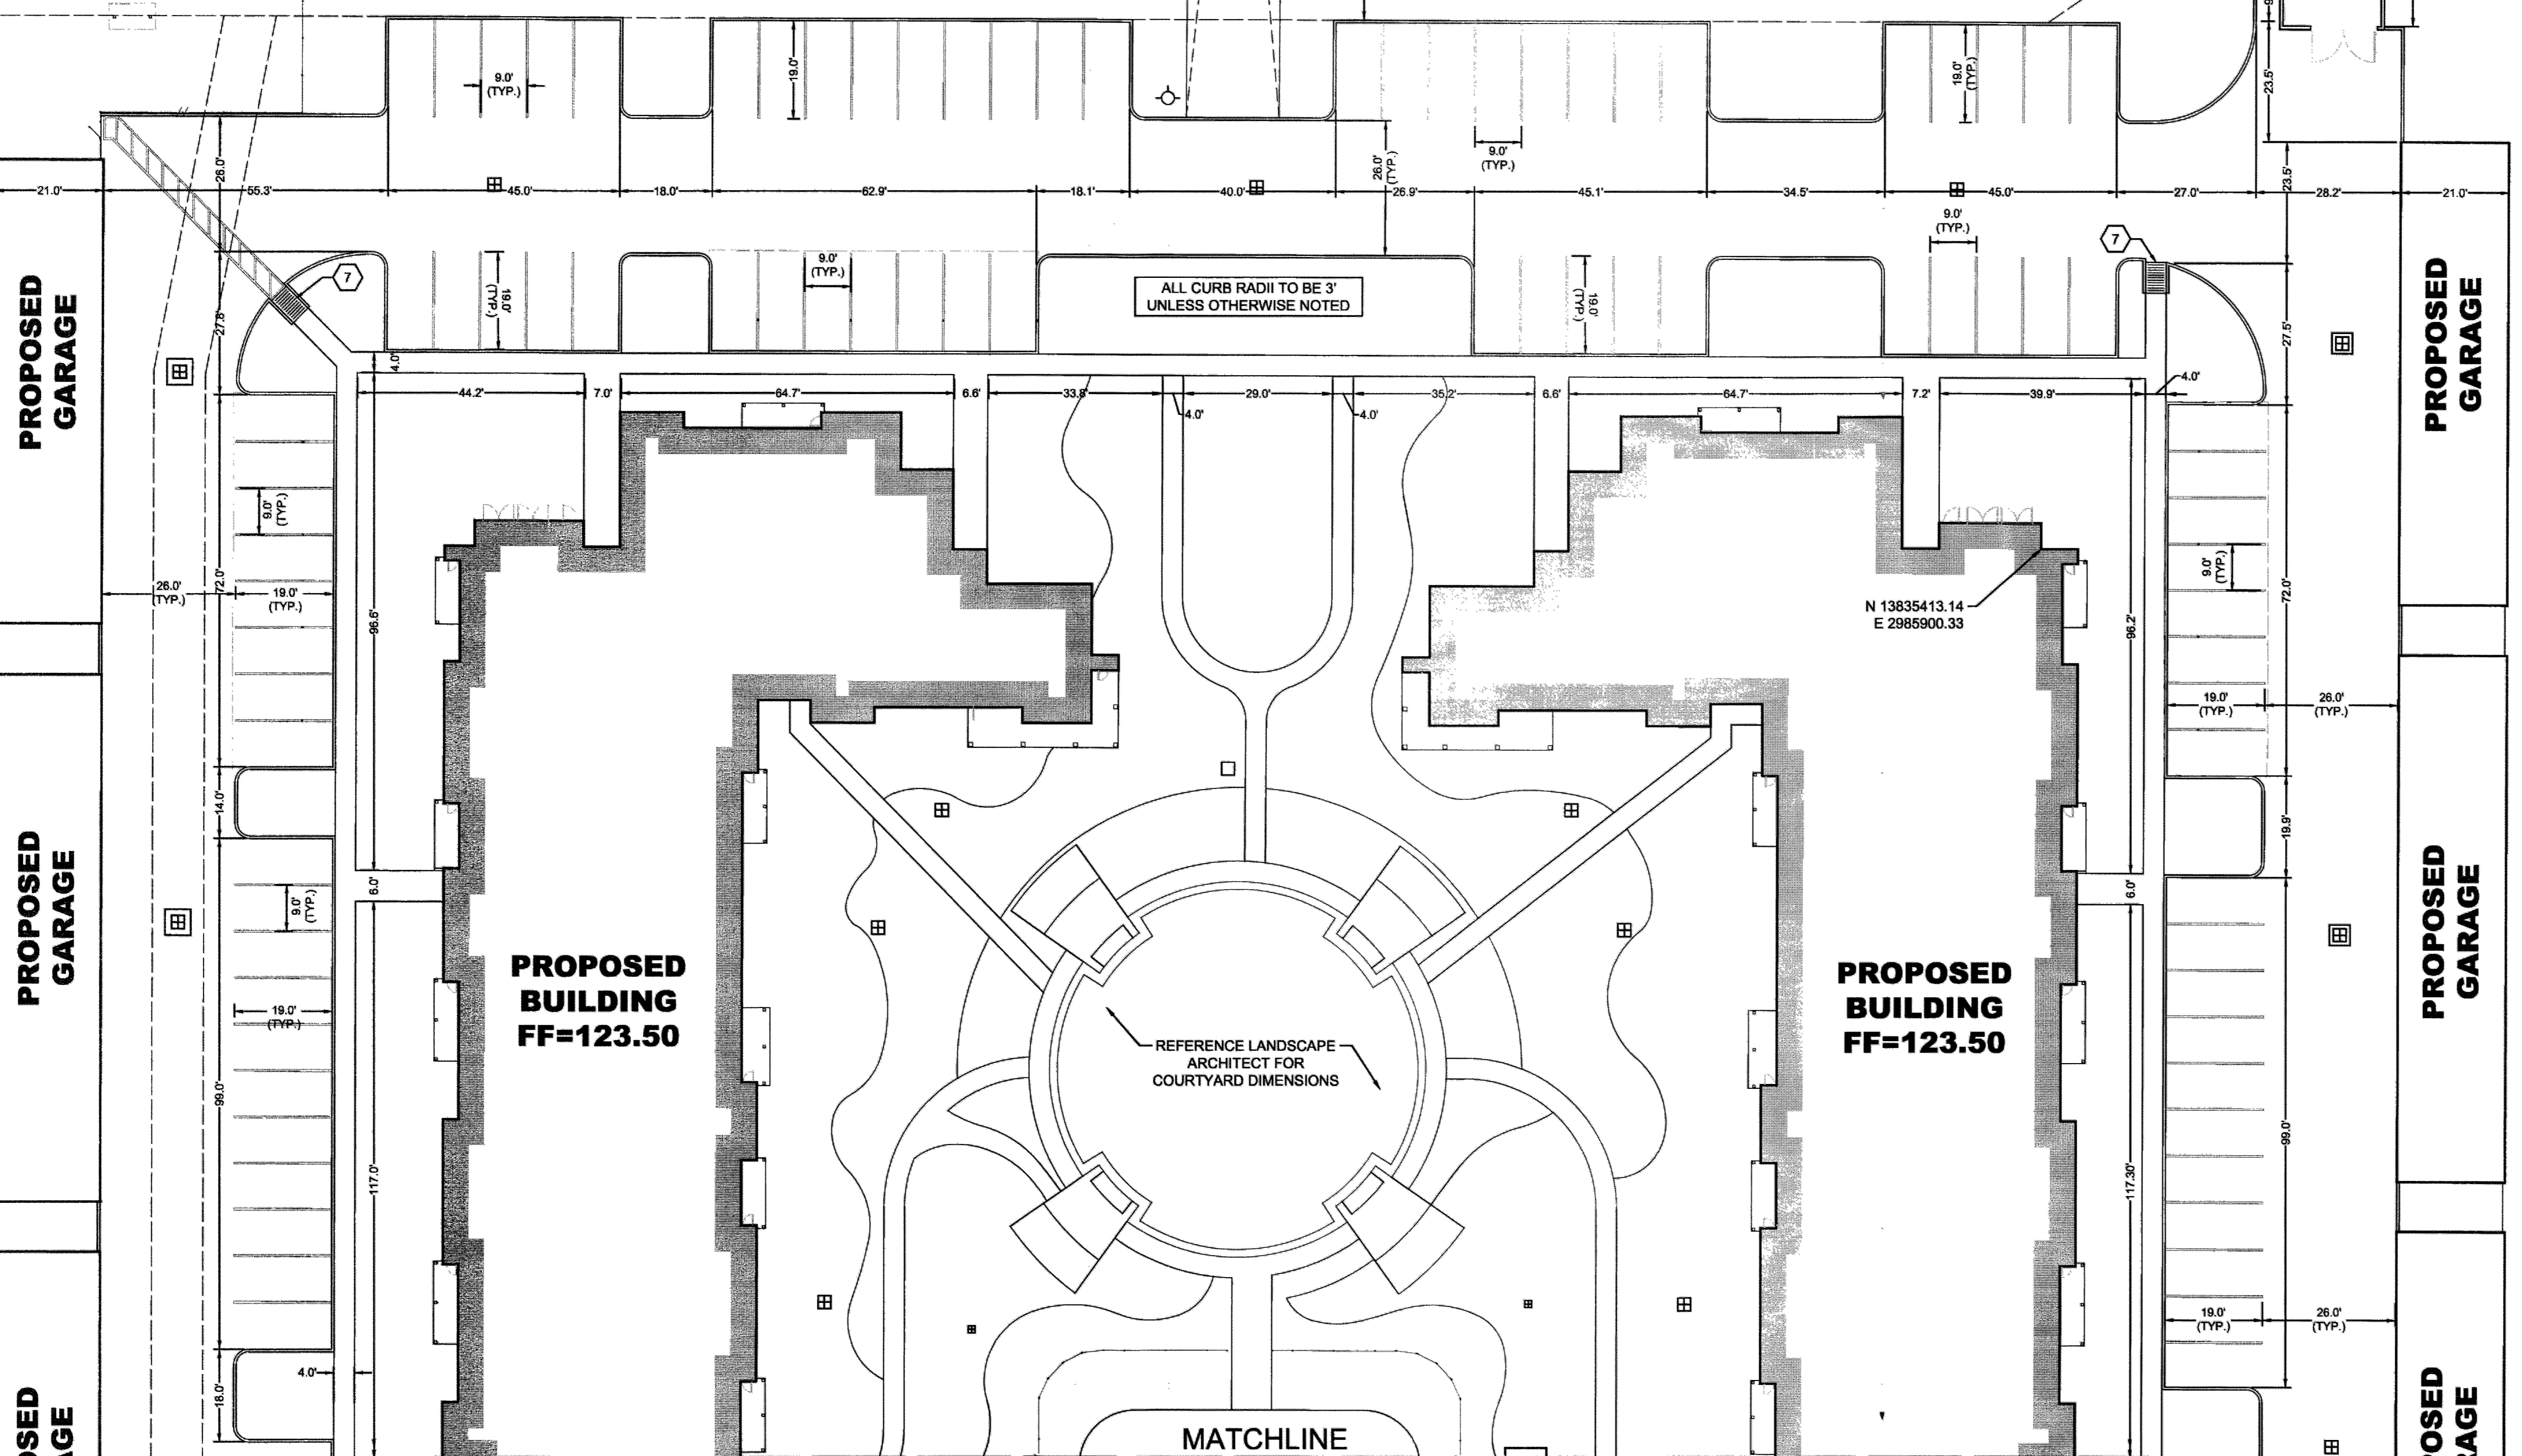 9.0'
(TYP.)
19.0'
9.0'
(TYP.)
19.0'
(TYP.)
23.5'
26.0'
26.0'
(TYP.)
23.5'
21.0'
55.3'
45.0'
18.0'
62.9'
18.1'
40.0'
26.9'
45.1'
34.5'
45.0'
27.0'
28.2'
21.0'
9.0'
(TYP.)
7
7
27.8'
19.0'
(TYP.)
9.0'
(TYP.)
ALL CURB RADII TO BE 3'
UNLESS OTHERWISE NOTED
19.0'
(TYP.)
27.5'
PROPOSED
GARAGE
PROPOSED
GARAGE
4.0'
4.0'
44.2'
7.0'
64.7'
6.6'
33.8'
29.0'
35.2'
6.6'
64.7'
7.2'
39.9'
4.0'
4.0'
9.0'
(TYP.)
72.0'
26.0'
(TYP.)
19.0'
(TYP.)
96.6'
9.0'
(TYP.)
72.0'
N 13835413.14
E 2985900.33
96.2'
19.0'
(TYP.)
26.0'
(TYP.)
14.0'
19.9'
9.0'
(TYP.)
6.0'
6.0'
PROPOSED
GARAGE
PROPOSED
GARAGE
PROPOSED
BUILDING
FF=123.50
PROPOSED
BUILDING
FF=123.50
19.0'
(TYP.)
REFERENCE LANDSCAPE
ARCHITECT FOR
COURTYARD DIMENSIONS
99.0'
117.0'
117.30'
99.0'
19.0'
(TYP.)
26.0'
(TYP.)
4.0'
18.0'
OSED
AGE
OSED
AGE
MATCHLINE